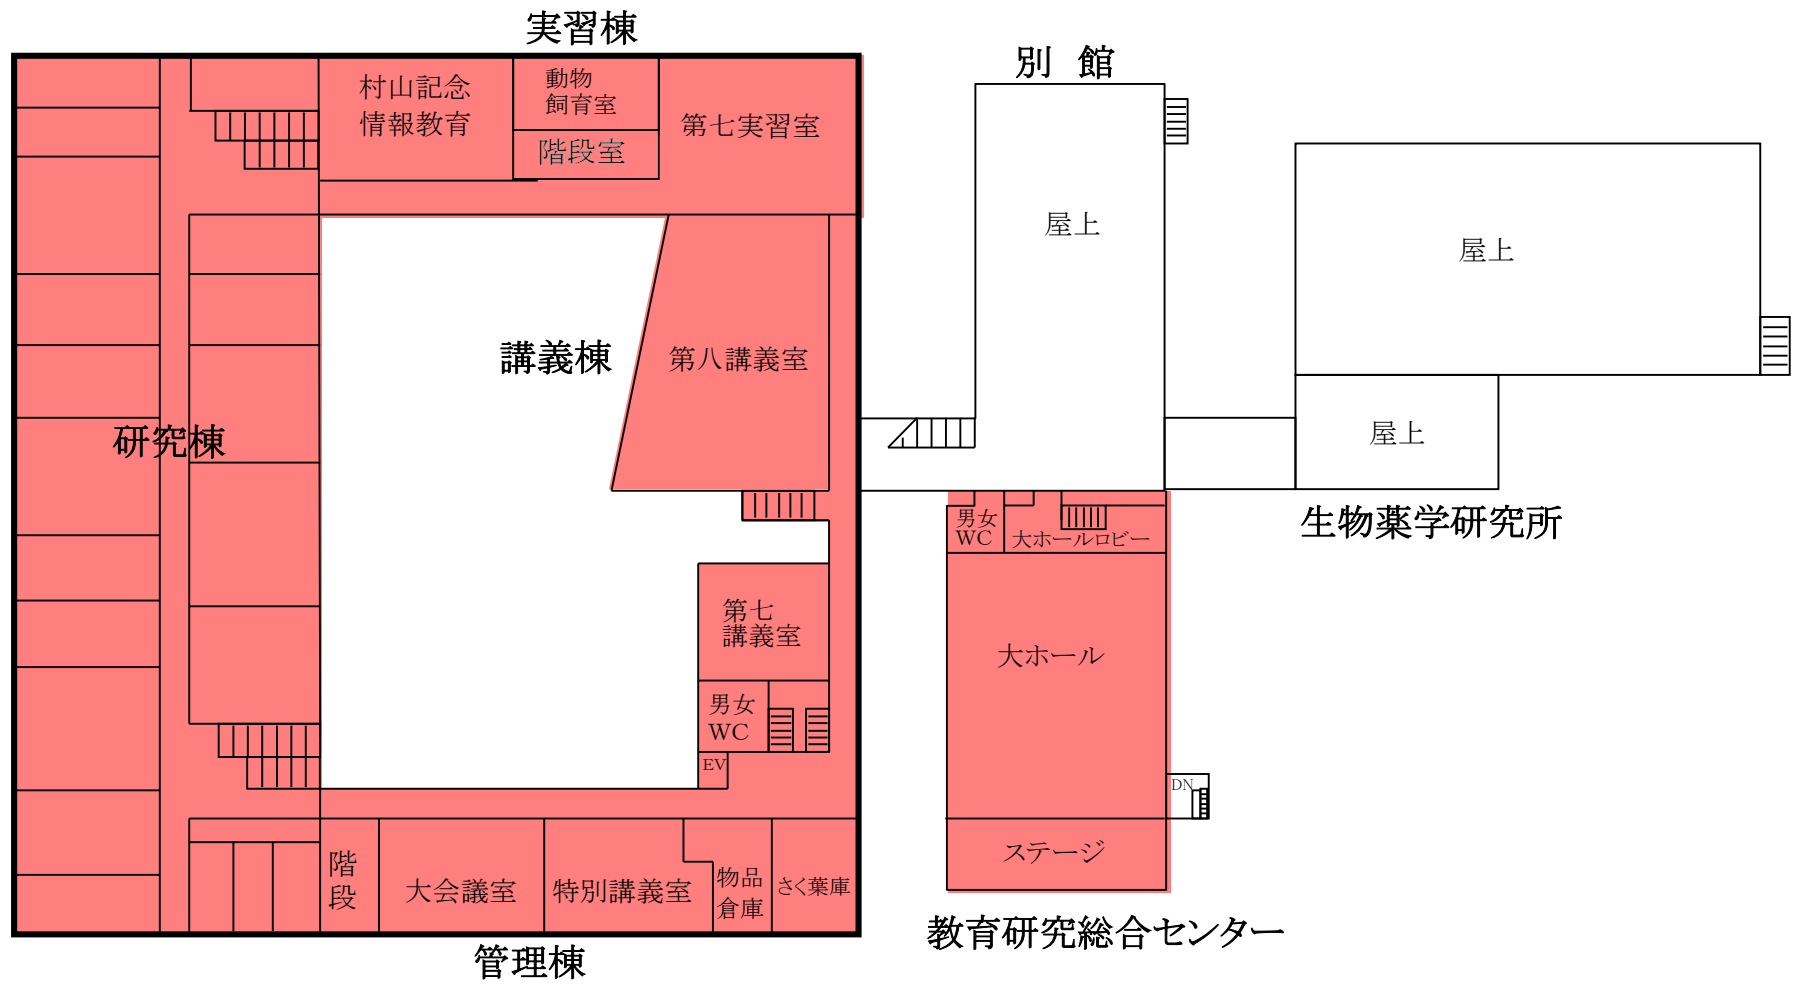 実習棟
別 館
村山記念
情報教育
動物
飼育室
階段室
第七実習室
屋上
屋上
講義棟
第八講義室
研究棟
屋上
生物薬学研究所
男女
WC
大ホールロビー
第七
講義室
大ホール
男女
WC
EV
DN
階
段
大会議室
特別講義室
物品
倉庫
さく葉庫
ステージ
教育研究総合センター
管理棟